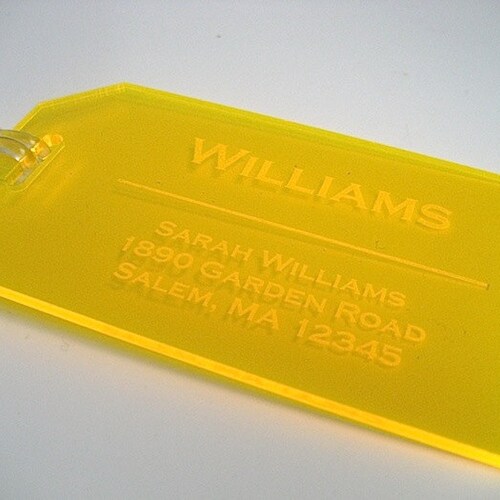 WILLIAMS
SARAH WILLIAMS
1890 GARDEN ROAD
SALEM, MA 12345